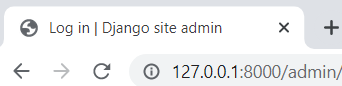 Log in | Django site admin
127.0.0.1:8000/admin/